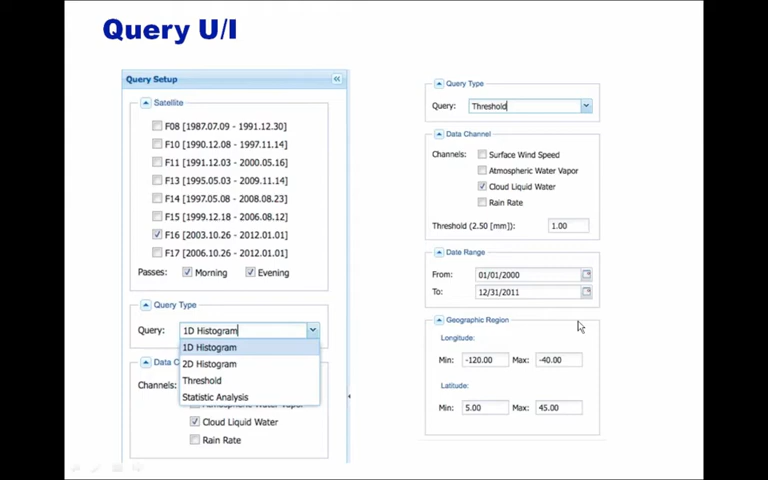 Query U/I
Query Setup
Satellite
F08 [1987.07.09 - 1991.12.30]
F10 [1990.12.08 - 1997.11.14]
F11 [1991.12.03 - 2000.05.16]
F13 [1995.05.03 - 2009.11.14]
F14 [1997.05.08 - 2008.08.23]
F15 [1999.12.18 - 2006.08.12]
F16 [2003.10.26 - 2012.01.01]
F17 [2006.10.26 - 2012.01.01]
Passes: Morning Evening
Query Type
Query: 1D Histogram
1D Histogram
2D Histogram
Threshold
Statistic Analysis
Data C
Channels:
Cloud Liquid Water
Rain Rate
Query Type
Query: Threshold
Data Channel
Channels: Surface Wind Speed
Atmospheric Water Vapor
Cloud Liquid Water
Rain Rate
Threshold (2.50 [mm]): 1.00
Date Range
From: 01/01/2000
To: 12/31/2011
Geographic Region
Longitude:
Min: -120.00 Max: -40.00
Latitude:
Min: 5.00 Max: 45.00